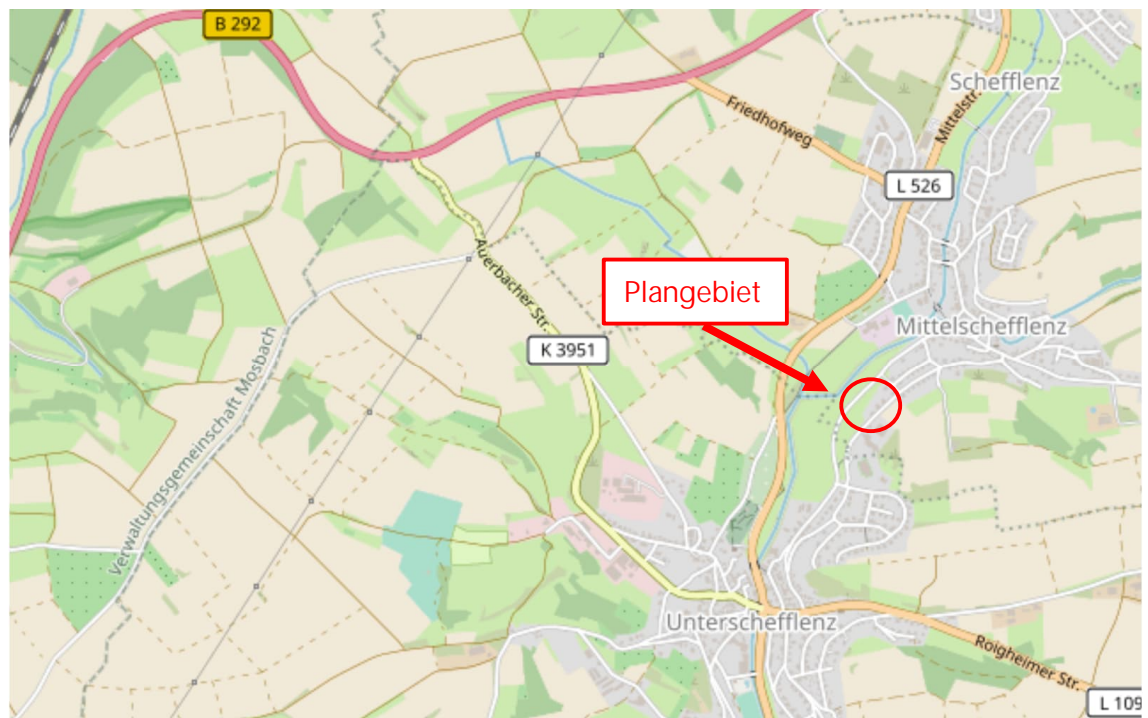 B 292
Schefflenz
Friedhofweg
Mittelstr.
L 526
Auerbacher Str.
Plangebiet
Mittelschefflenz
K 3951
Verwaltungsgemeinschaft Mosbach
Unterschefflenz
Roigheimer Str.
L 109